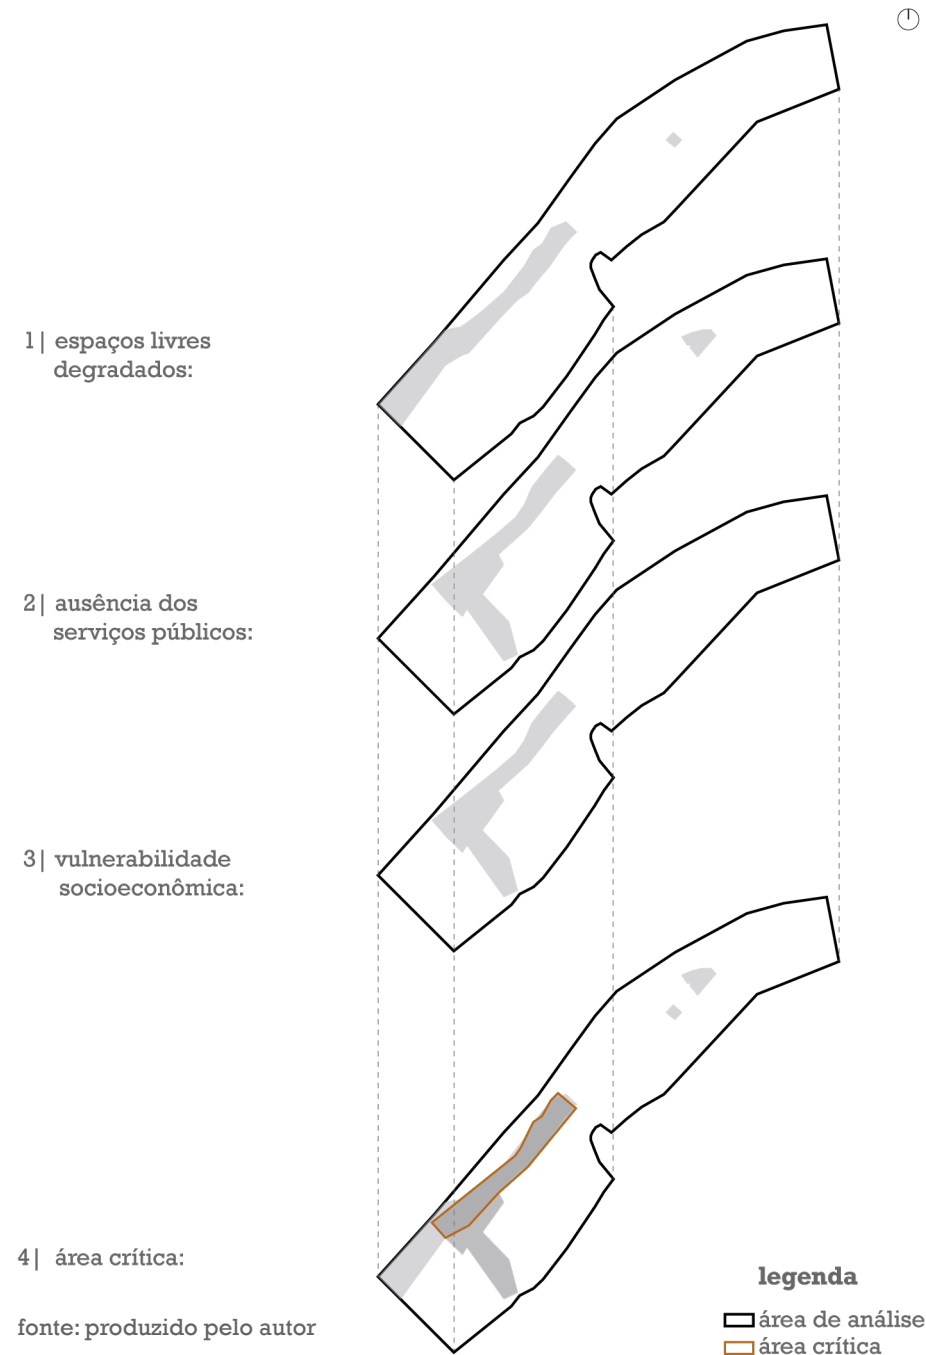 1| espaços livres
degradados:
2| ausência dos
serviços públicos:
3| vulnerabilidade
socioeconômica:
4| área crítica:
fonte: produzido pelo autor
legenda
área de análise
área crítica